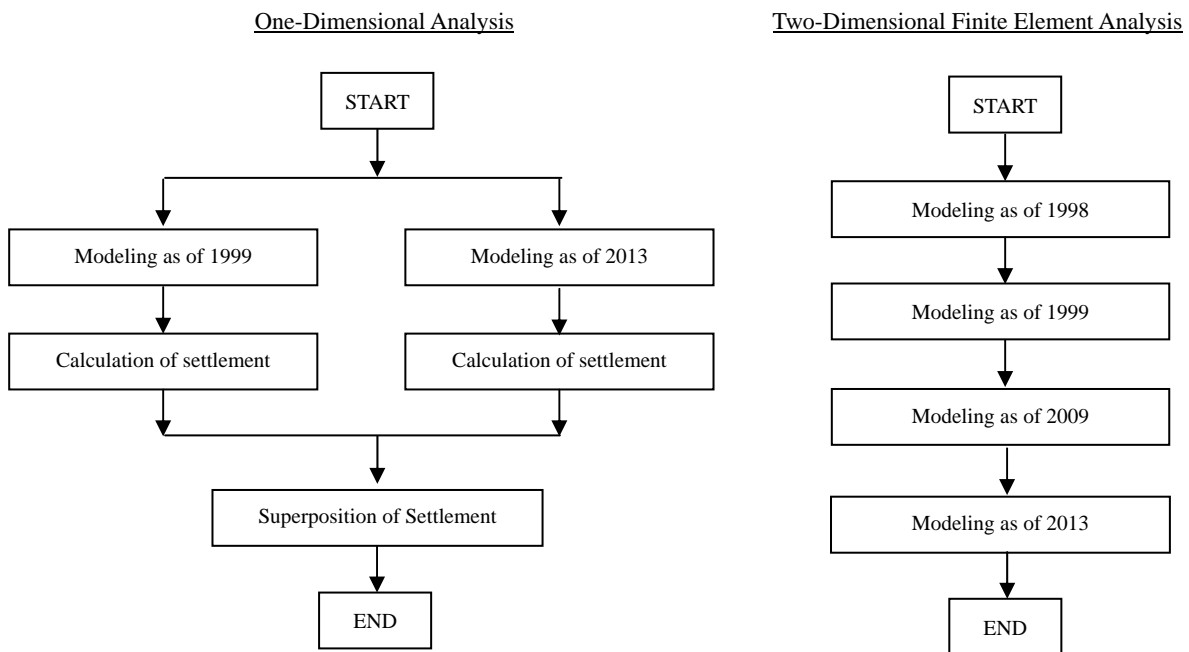 One-Dimensional Analysis
START
Modeling as of 1999
Modeling as of 2013
Calculation of settlement
Calculation of settlement
Superposition of Settlement
END
Two-Dimensional Finite Element Analysis
START
Modeling as of 1998
Modeling as of 1999
Modeling as of 2009
Modeling as of 2013
END